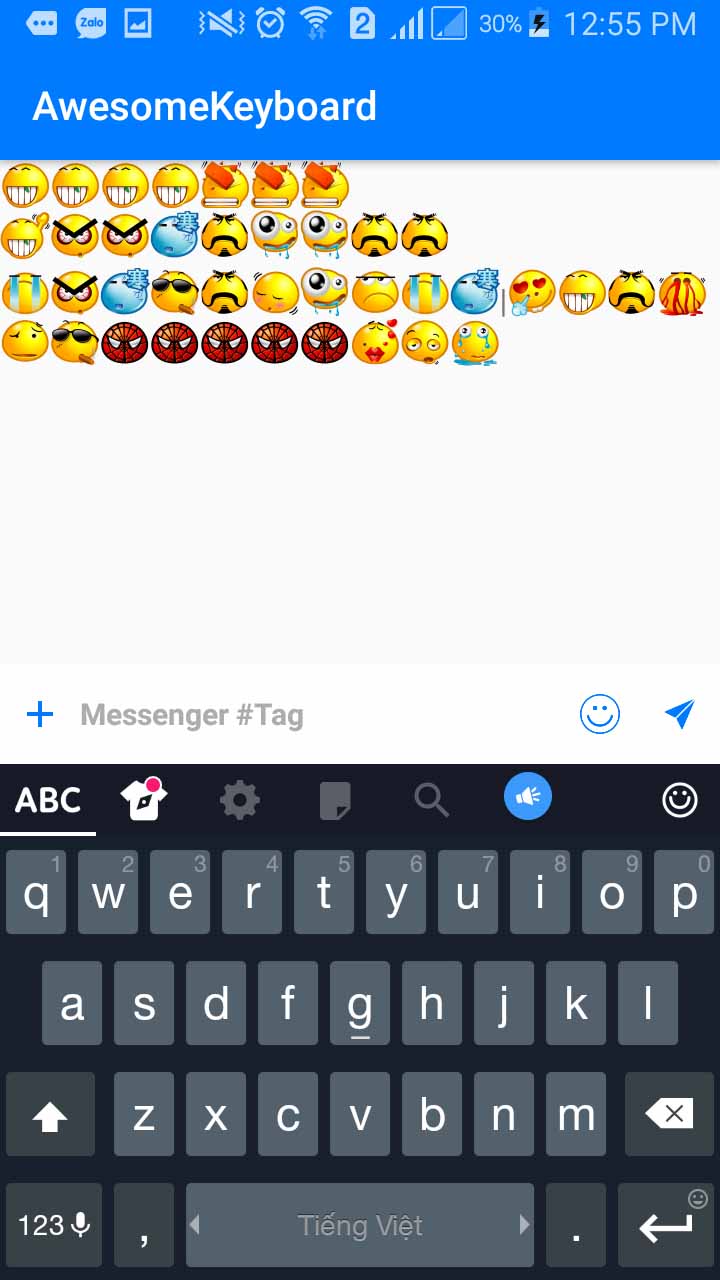 Zalo 2 30% 12:55 PM
AwesomeKeyboard
Messenger #Tag
ABC
1 2 3 4 5 6 7 8 9 0
q w e r t y u i o p
a s d f g h j k l
z x c v b n m
123 , Tiếng Việt .